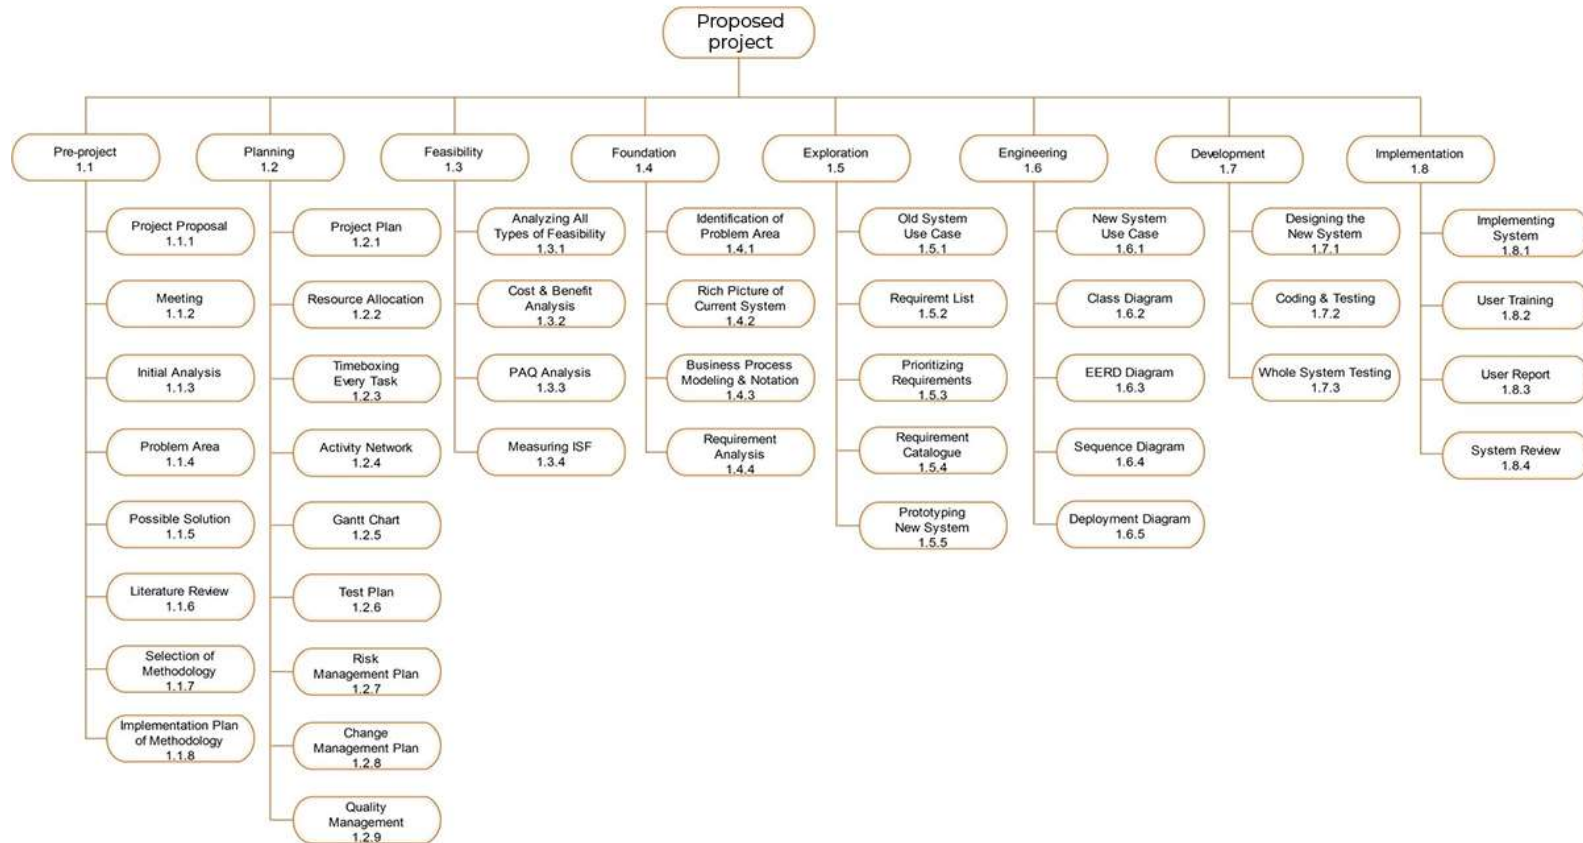 Proposed
project
Pre-project
1.1
Planning
1.2
Feasibility
1.3
Foundation
1.4
Exploration
1.5
Engineering
1.6
Development
1.7
Implementation
1.8
Project Proposal
1.1.1
Meeting
1.1.2
Initial Analysis
1.1.3
Problem Area
1.1.4
Possible Solution
1.1.5
Literature Review
1.1.6
Selection of
Methodology
1.1.7
Implementation Plan
of Methodology
1.1.8
Project Plan
1.2.1
Resource Allocation
1.2.2
Timeboxing
Every Task
1.2.3
Activity Network
1.2.4
Gantt Chart
1.2.5
Test Plan
1.2.6
Risk
Management Plan
1.2.7
Change
Management Plan
1.2.8
Quality
Management
1.2.9
Analyzing All
Types of Feasibility
1.3.1
Cost & Benefit
Analysis
1.3.2
PAQ Analysis
1.3.3
Measuring ISF
1.3.4
Identification of
Problem Area
1.4.1
Rich Picture of
Current System
1.4.2
Business Process
Modeling & Notation
1.4.3
Requirement
Analysis
1.4.4
Old System
Use Case
1.5.1
Requiremt List
1.5.2
Prioritizing
Requirements
1.5.3
Requirement
Catalogue
1.5.4
Prototyping
New System
1.5.5
New System
Use Case
1.6.1
Class Diagram
1.6.2
EERD Diagram
1.6.3
Sequence Diagram
1.6.4
Deployment Diagram
1.6.5
Designing the
New System
1.7.1
Coding & Testing
1.7.2
Whole System Testing
1.7.3
Implementing
System
1.8.1
User Training
1.8.2
User Report
1.8.3
System Review
1.8.4